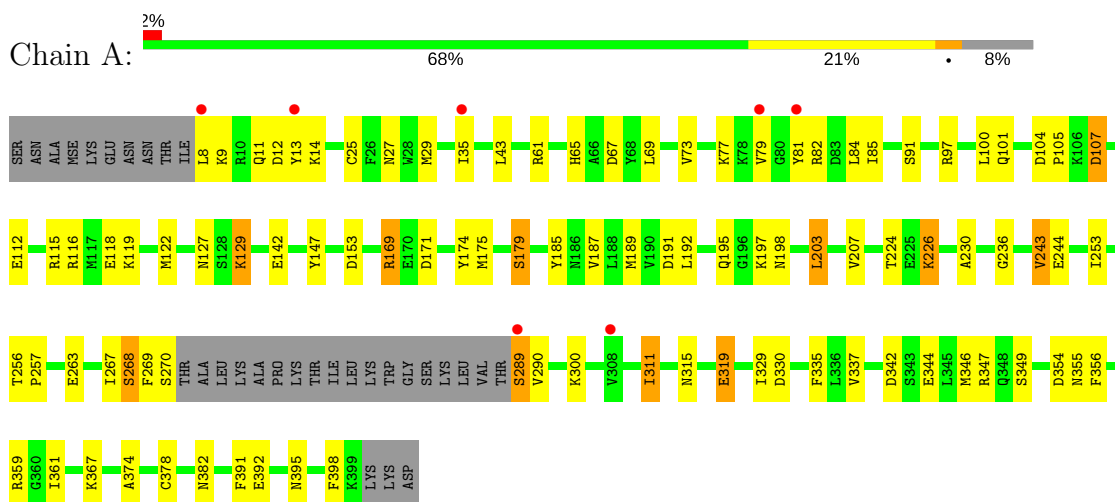 2%
Chain A:
68% 21% • 8%
SER ASN ALA MSE LYS GLU ASN ASN THR ILE L8 K9 R10 Q11 D12 Y13 K14 C25 F26 N27 W28 M29 I35 L43 R61 H65 A66 D67 Y68 L69 V73 K77 K78 V79 G80 Y81 R82 D83 L84 I85 S91 R97 L100 Q101 D104 P105 K106 D107
E112 R115 R116 M117 E118 K119 M122 N127 S128 K129 E142 Y147 D153 R169 E170 D171 Y174 M175 S179 Y185 N186 V187 L188 M189 V190 D191 L192 Q195 G196 K197 N198 L203 V207 T224 E225 K226 A230 G236 V243 E244 I253
T256 P257 E263 I267 S268 F269 S270 THR ALA LEU LYS ALA PRO LYS THR ILE LEU LYS TRP GLY SER LYS LEU VAL THR S289 V290 K300 V308 I311 N315 E319 I329 D330 F335 L336 V337 D342 S343 E344 L345 M346 R347 Q348 S349 D354 N355 F356
R359 G360 I361 K367 A374 C378 N382 F391 E392 N395 F398 K399 LYS LYS ASP